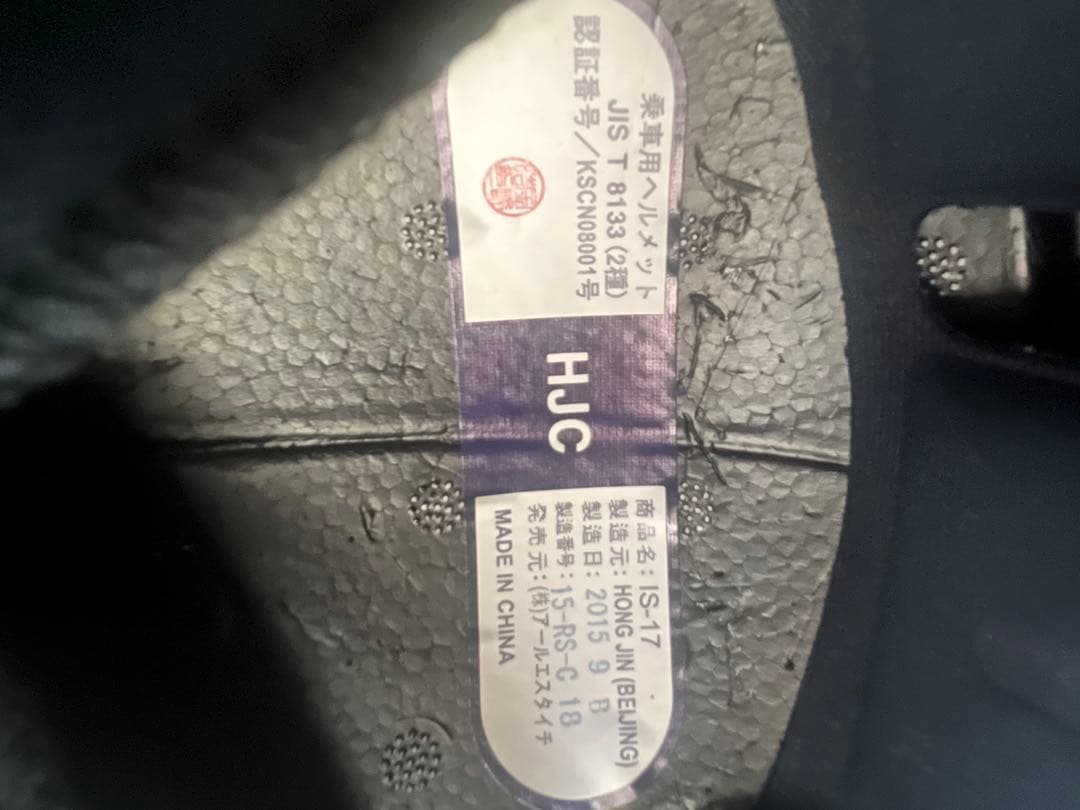 乗車用ヘルメット
JIS T 8133 (2種)
認証番号／KSCN08001号
HJC
商品名：IS-17
製造元：HONG JIN (BEIJING)
製造日：2015 9 B
製造番号：15-RS-C 18
発売元：(株)アールエスタイチ
MADE IN CHINA